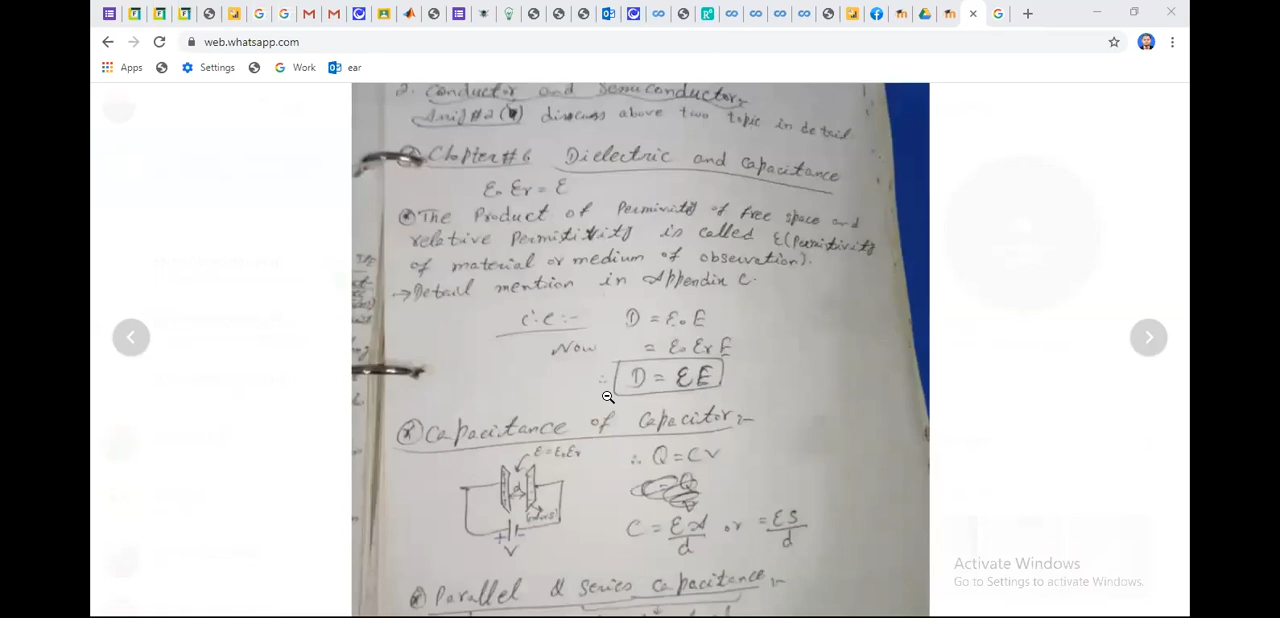 web.whatsapp.com
Apps
Settings
Work
ear
2. Conductor and Semiconductor,
discuss above two topic in detail
Chapter # 6 Dielectric and capacitance
ε₀ εr = ε
The Product of Permivity of free space and
relative Permittivity is called ε(Permitivity
of material or medium of observation).
→ Detail mention in Appendix C.
D = ε₀ E
Now = ε₀ εr E
∴ D = εE
Capacitance of Capacitor:-
ε = ε₀εr
∴ Q = CV
d
C = εA/d or = εS/d
+ -
V
Parallel & series capacitance:-
Activate Windows
Go to Settings to activate Windows.